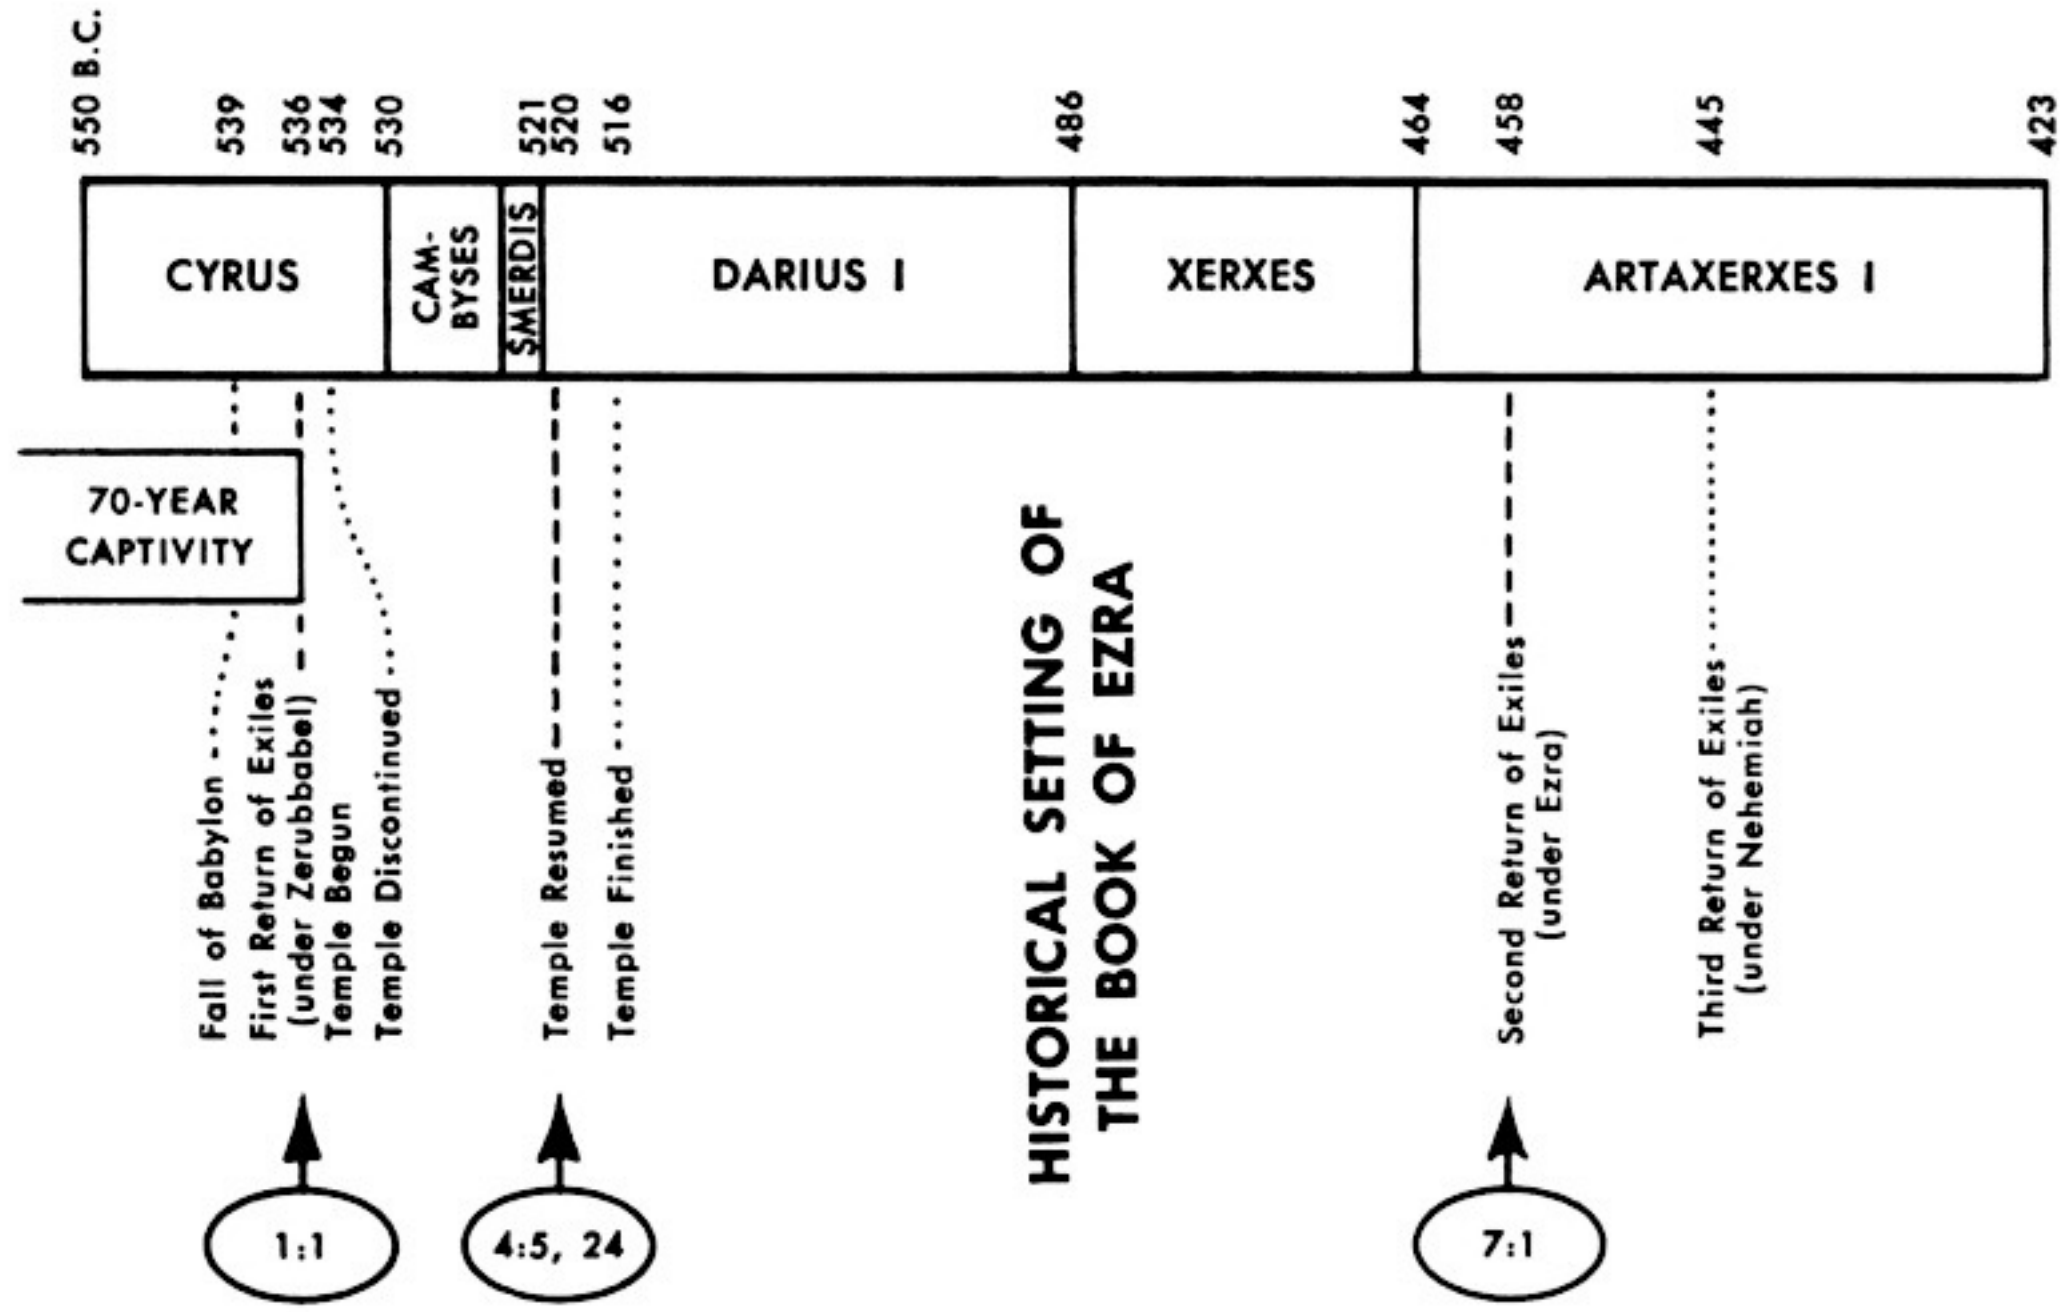 550 B.C.
539
536
534
530
521
520
516
486
464
458
445
423
CYRUS
CAM-
BYSES
SMERDIS
DARIUS I
XERXES
ARTAXERXES I
70-YEAR
CAPTIVITY
Fall of Babylon
First Return of Exiles
(under Zerubbabel)
Temple Begun
Temple Discontinued
Temple Resumed
Temple Finished
HISTORICAL SETTING OF
THE BOOK OF EZRA
Second Return of Exiles
(under Ezra)
Third Return of Exiles
(under Nehemiah)
1:1
4:5, 24
7:1